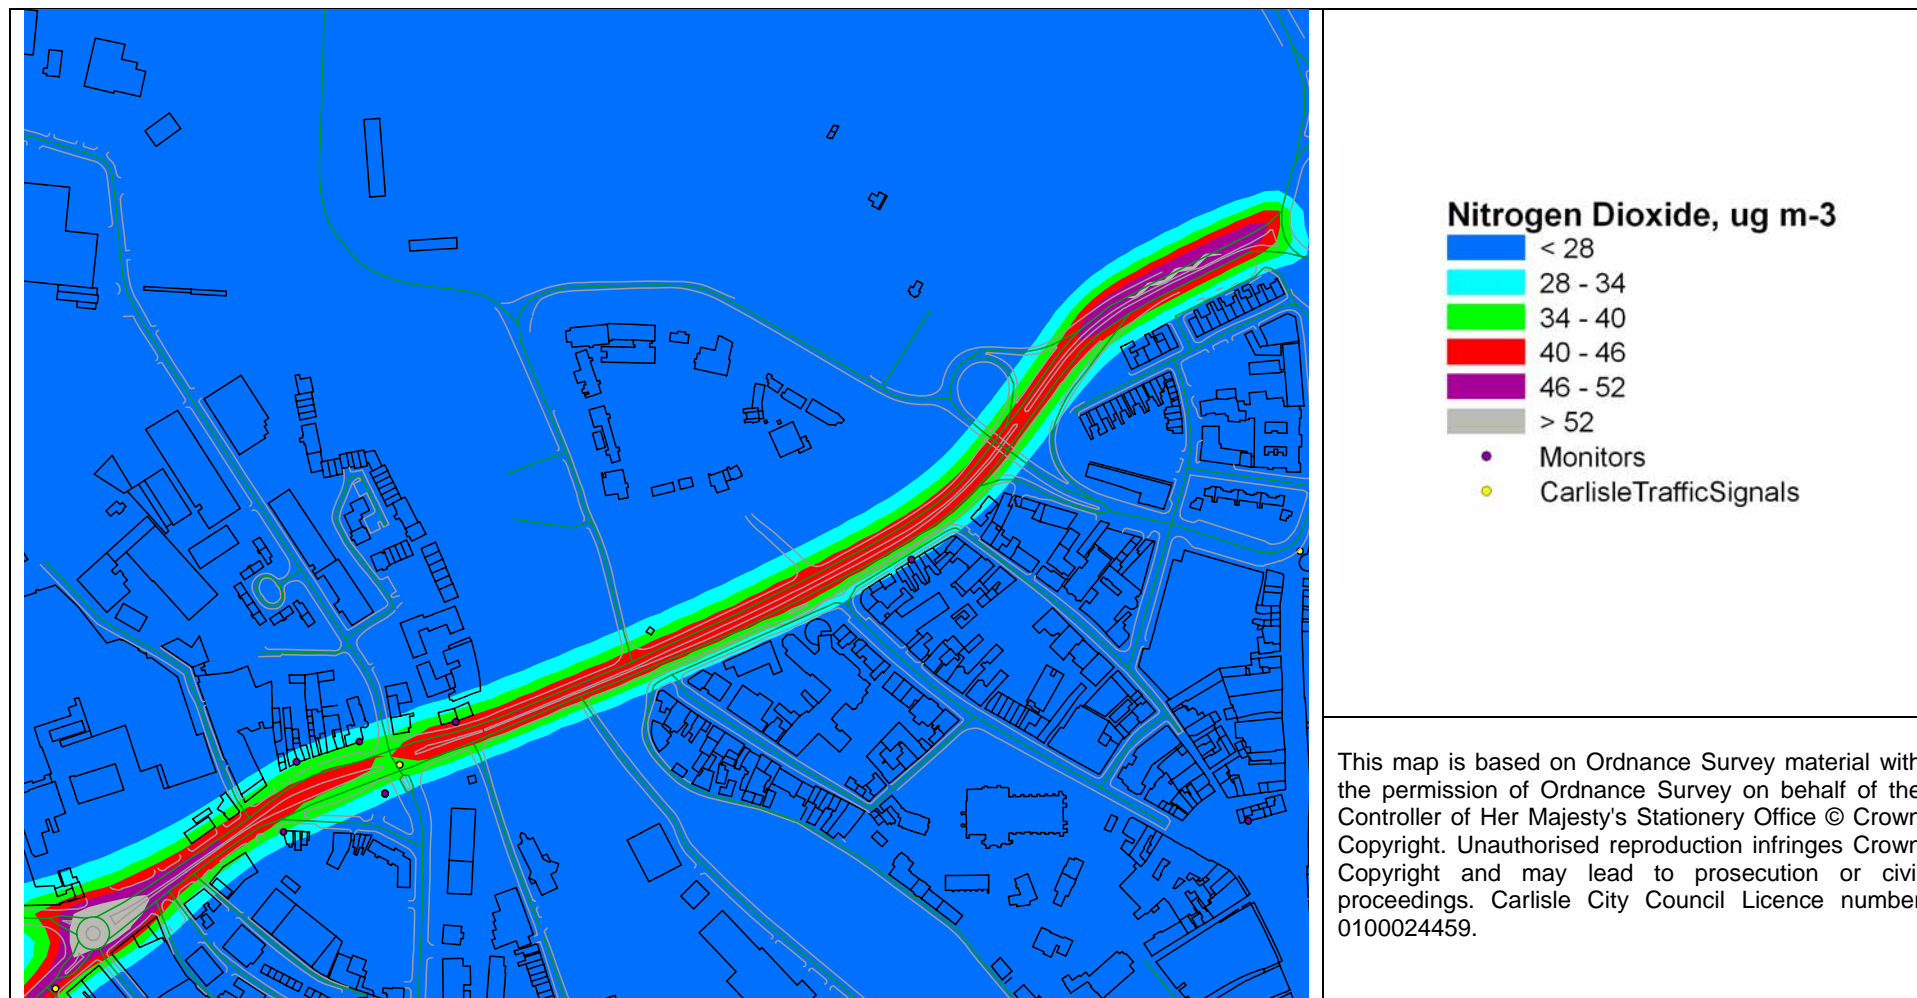 Nitrogen Dioxide, ug m-3
< 28
28 - 34
34 - 40
40 - 46
46 - 52
> 52
Monitors
CarlisleTrafficSignals
This map is based on Ordnance Survey material with
the permission of Ordnance Survey on behalf of the
Controller of Her Majesty's Stationery Office © Crown
Copyright. Unauthorised reproduction infringes Crown
Copyright and may lead to prosecution or civi
proceedings. Carlisle City Council Licence number
0100024459.